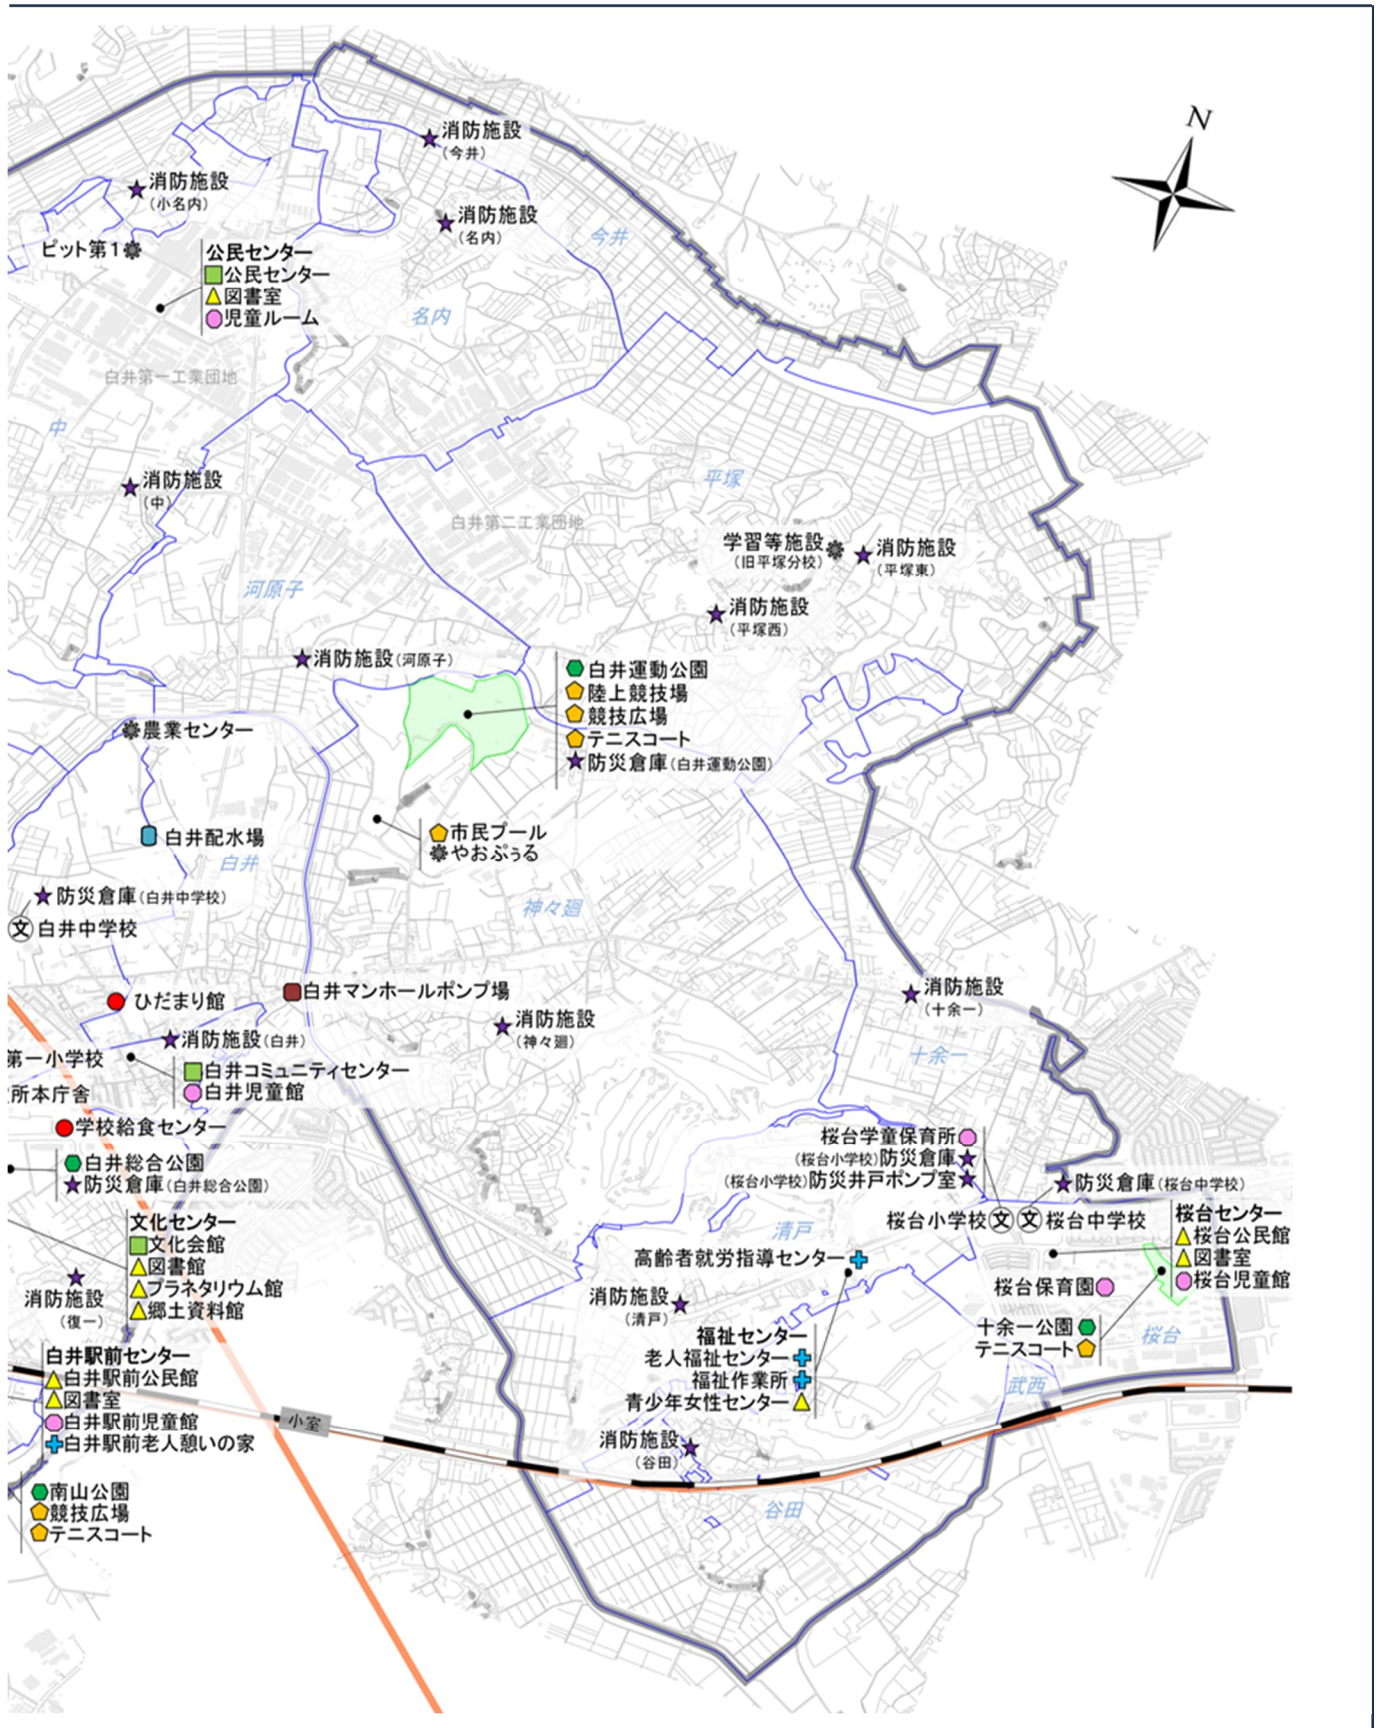 N
消防施設
（今井）
消防施設
（小名内）
消防施設
（名内）
今井
ピット第１
公民センター
公民センター
図書室
児童ルーム
名内
白井第一工業団地
中
消防施設
（中）
平塚
白井第二工業団地
学習等施設
（旧平塚分校）
消防施設
（平塚東）
河原子
消防施設
（平塚西）
消防施設（河原子）
白井運動公園
陸上競技場
競技広場
テニスコート
防災倉庫（白井運動公園）
農業センター
市民プール
やおぷぅる
白井配水場
白井
防災倉庫（白井中学校）
文
白井中学校
神々廻
ひだまり館
白井マンホールポンプ場
消防施設
（神々廻）
消防施設
（十余一）
消防施設（白井）
第一小学校
十余一
白井コミュニティセンター
白井児童館
所本庁舎
学校給食センター
白井総合公園
防災倉庫（白井総合公園）
桜台学童保育所
（桜台小学校）防災倉庫
（桜台小学校）防災井戸ポンプ室
防災倉庫（桜台中学校）
桜台小学校
文
文
桜台中学校
桜台センター
桜台公民館
図書室
桜台児童館
文化センター
文化会館
図書館
プラネタリウム館
郷土資料館
清戸
高齢者就労指導センター
消防施設
（復一）
消防施設
（清戸）
桜台保育園
福祉センター
老人福祉センター
福祉作業所
青少年女性センター
十余一公園
テニスコート
桜台
武西
白井駅前センター
白井駅前公民館
図書室
白井駅前児童館
白井駅前老人憩いの家
小室
消防施設
（谷田）
南山公園
競技広場
テニスコート
谷田